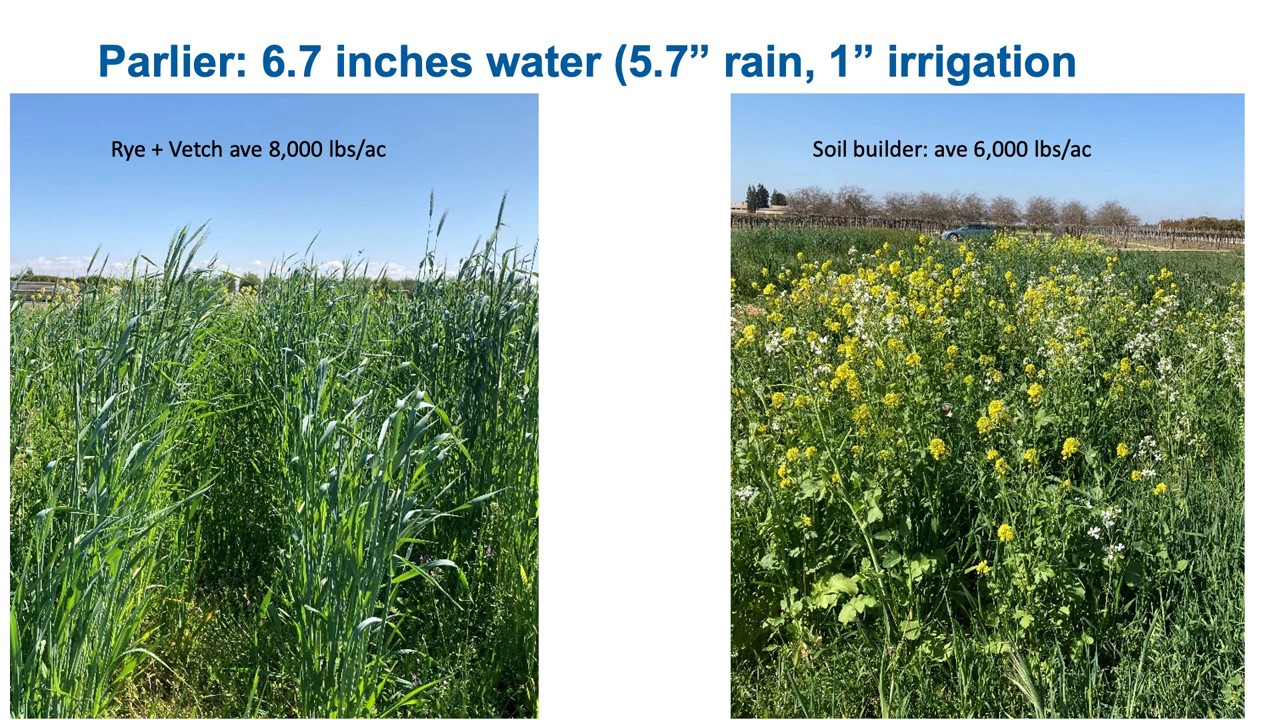 Parlier: 6.7 inches water (5.7” rain, 1” irrigation
Rye + Vetch ave 8,000 lbs/ac
Soil builder: ave 6,000 lbs/ac